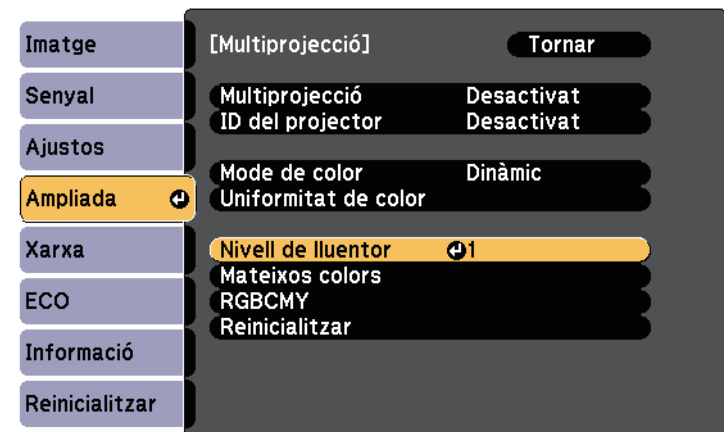 Imatge
Senyal
Ajustos
Ampliada
Xarxa
ECO
Informació
Reinicialitzar
[Multiprojecció] Tornar
Multiprojecció Desactivat
ID del projector Desactivat
Mode de color Dinàmic
Uniformitat de color
Nivell de lluentor 1
Mateixos colors
RGBCMY
Reinicialitzar